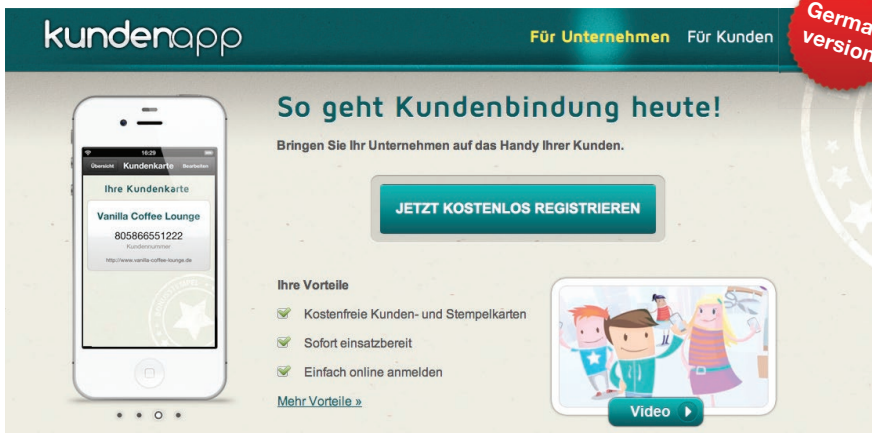 kundenapp
Für Unternehmen Für Kunden
German
version
So geht Kundenbindung heute!
Bringen Sie Ihr Unternehmen auf das Handy Ihrer Kunden.
JETZT KOSTENLOS REGISTRIEREN
16:29
Übersicht Kundenkarte Bearbeiten
Ihre Kundenkarte
Vanilla Coffee Lounge
805866551222
Kundennummer
http://www.vanilla-coffee-lounge.de
Ihre Vorteile
Kostenfreie Kunden- und Stempelkarten
Sofort einsatzbereit
Einfach online anmelden
Mehr Vorteile »
Video